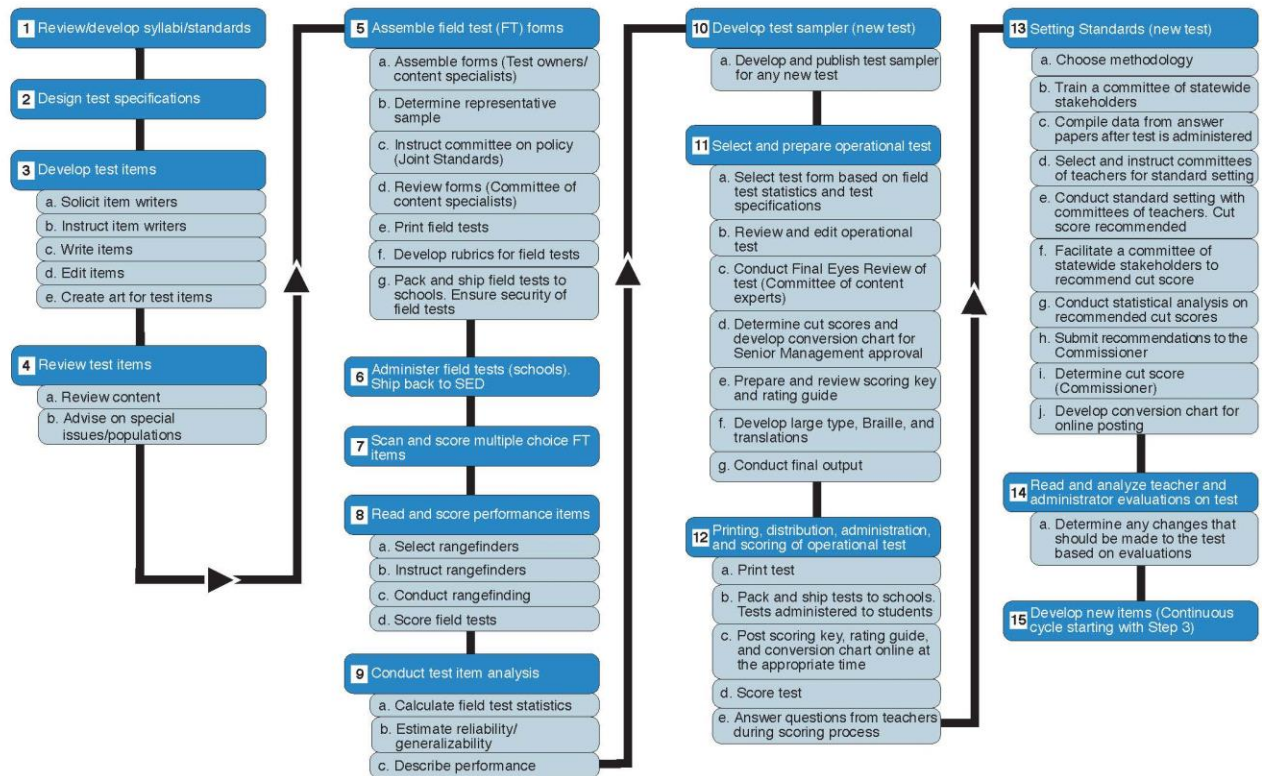 1 Review/develop syllabi/standards
2 Design test specifications
3 Develop test items
a. Solicit item writers
b. Instruct item writers
c. Write items
d. Edit items
e. Create art for test items
4 Review test items
a. Review content
b. Advise on special
issues/populations
5 Assemble field test (FT) forms
a. Assemble forms (Test owners/
content specialists)
b. Determine representative
sample
c. Instruct committee on policy
(Joint Standards)
d. Review forms (Committee of
content specialists)
e. Print field tests
f. Develop rubrics for field tests
g. Pack and ship field tests to
schools. Ensure security of
field tests
6 Administer field tests (schools).
Ship back to SED
7 Scan and score multiple choice FT
items
8 Read and score performance items
a. Select rangefinders
b. Instruct rangefinders
c. Conduct rangefinding
d. Score field tests
9 Conduct test item analysis
a. Calculate field test statistics
b. Estimate reliability/
generalizability
c. Describe performance
10 Develop test sampler (new test)
a. Develop and publish test sampler
for any new test
11 Select and prepare operational test
a. Select test form based on field
test statistics and test
specifications
b. Review and edit operational
test
c. Conduct Final Eyes Review of
test (Committee of content
experts)
d. Determine cut scores and
develop conversion chart for
Senior Management approval
e. Prepare and review scoring key
and rating guide
f. Develop large type, Braille, and
translations
g. Conduct final output
12 Printing, distribution, administration,
and scoring of operational test
a. Print test
b. Pack and ship tests to schools.
Tests administered to students
c. Post scoring key, rating guide,
and conversion chart online at
the appropriate time
d. Score test
e. Answer questions from teachers
during scoring process
13 Setting Standards (new test)
a. Choose methodology
b. Train a committee of statewide
stakeholders
c. Compile data from answer
papers after test is administered
d. Select and instruct committees
of teachers for standard setting
e. Conduct standard setting with
committees of teachers. Cut
score recommended
f. Facilitate a committee of
statewide stakeholders to
recommend cut score
g. Conduct statistical analysis on
recommended cut scores
h. Submit recommendations to the
Commissioner
i. Determine cut score
(Commissioner)
j. Develop conversion chart for
online posting
14 Read and analyze teacher and
administrator evaluations on test
a. Determine any changes that
should be made to the test
based on evaluations
15 Develop new items (Continuous
cycle starting with Step 3)